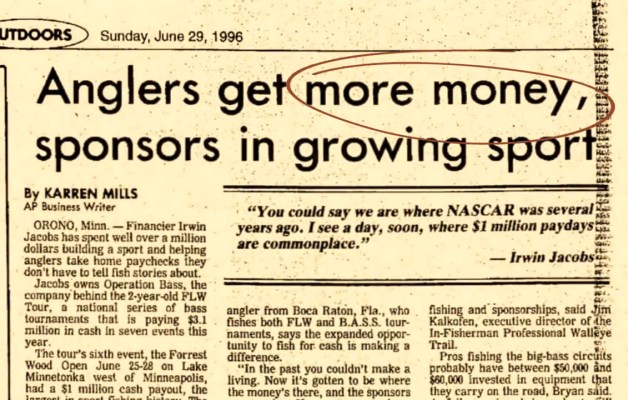 UTDOORS Sunday, June 29, 1996
Anglers get more money,
sponsors in growing sport
By KARREN MILLS
AP Business Writer
ORONO, Minn. — Financier Irwin
Jacobs has spent well over a million
dollars building a sport and helping
anglers take home paychecks they
don't have to tell fish stories about.
Jacobs owns Operation Bass, the
company behind the 2-year-old FLW
Tour, a national series of bass
tournaments that is paying $3.1
million in cash in seven events this
year.
The tour's sixth event, the Forrest
Wood Open June 25-28 on Lake
Minnetonka west of Minneapolis,
had a $1 million cash payout, the
largest in sport fishing history. The
"You could say we are where NASCAR was several
years ago. I see a day, soon, where $1 million paydays
are commonplace."
— Irwin Jacobs
angler from Boca Raton, Fla., who
fishes both FLW and B.A.S.S. tour-
naments, says the expanded oppor-
tunity to fish for cash is making a
difference.
"In the past you couldn't make a
living. Now it's gotten to be where
the money's there, and the sponsors
fishing and sponsorships, said Jim
Kalkofen, executive director of the
In-Fisherman Professional Walleye
Trail.
Pros fishing the big-bass circuits
probably have between $50,000 and
$60,000 invested in equipment that
they carry on the road, Bryan said.